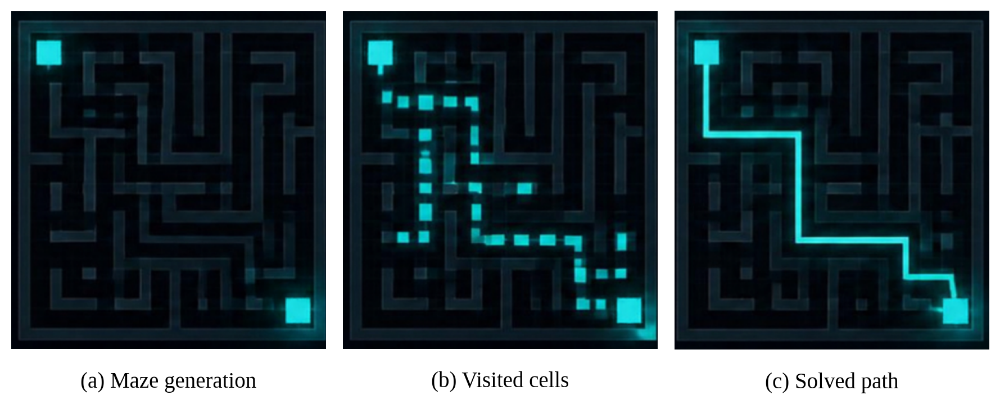 (a) Maze generation
(b) Visited cells
(c) Solved path